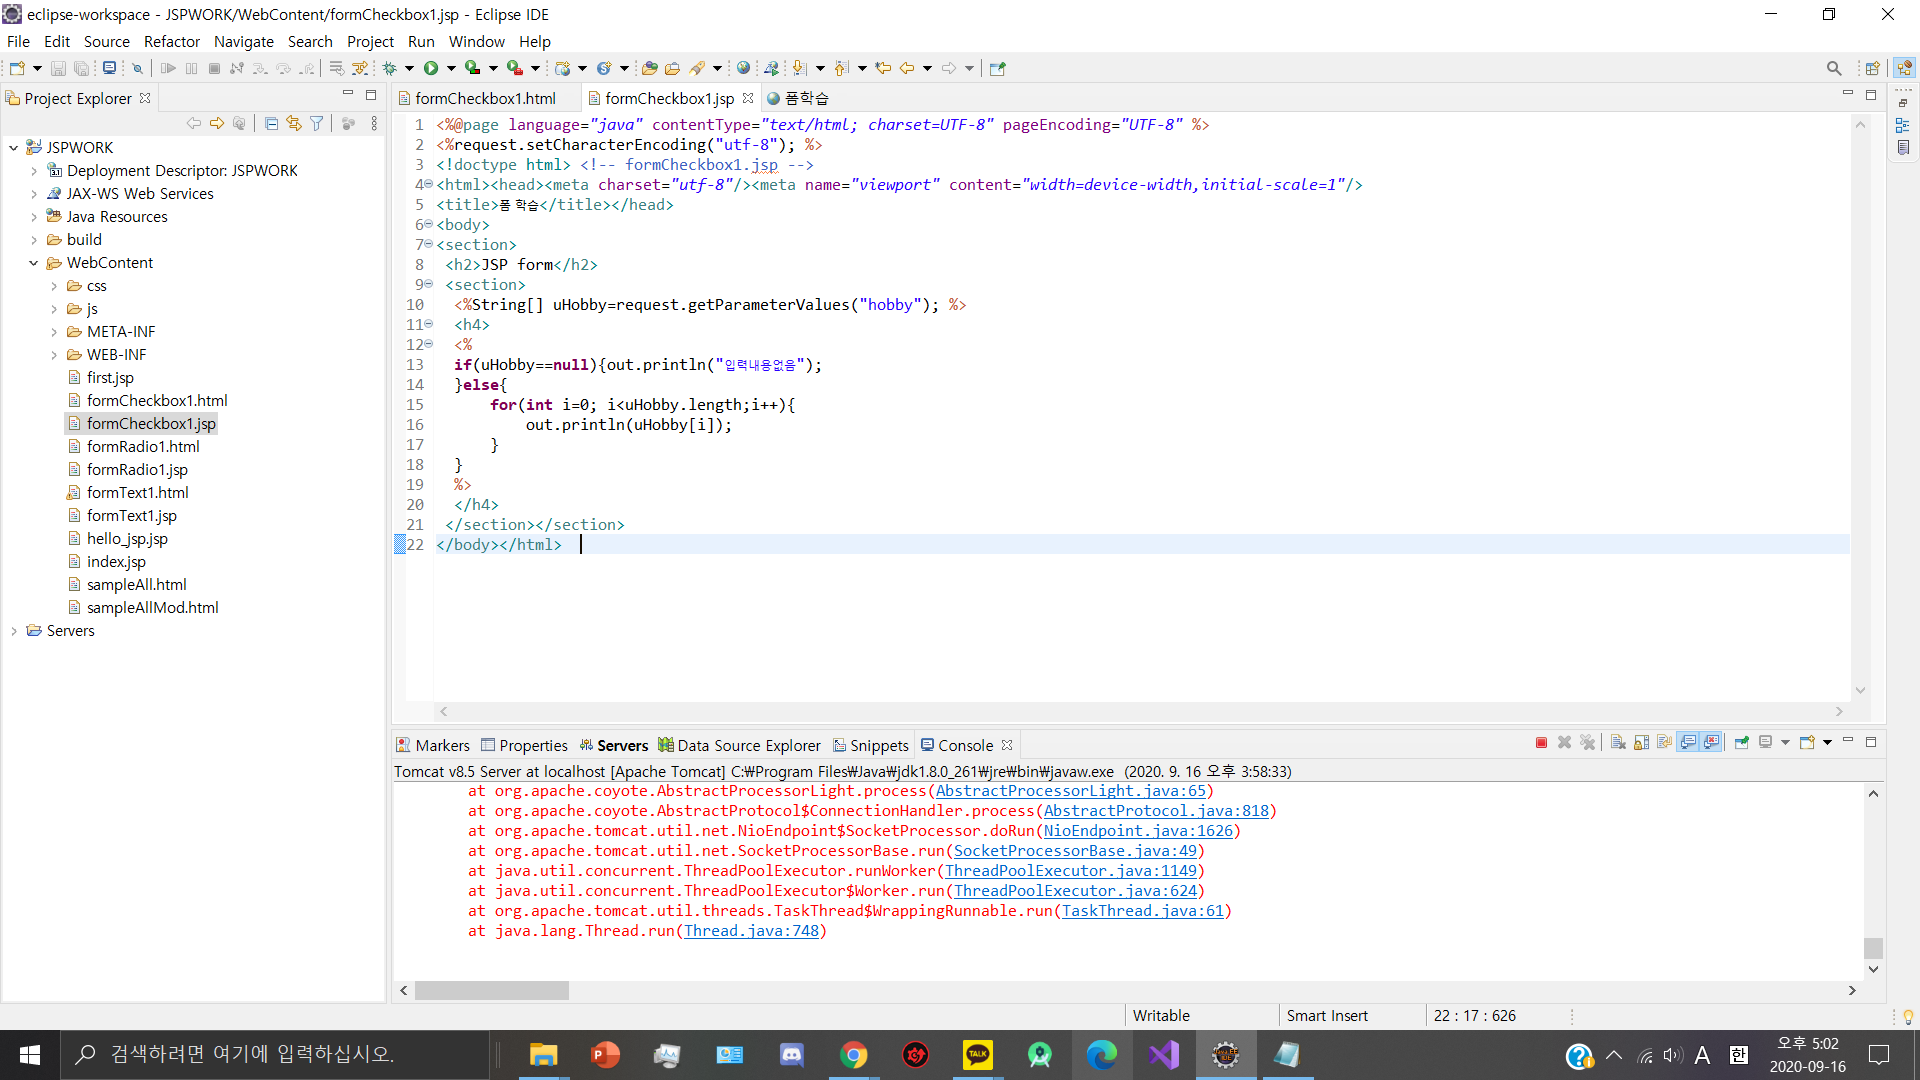 eclipse-workspace - JSPWORK/WebContent/formCheckbox1.jsp - Eclipse IDE
File Edit Source Refactor Navigate Search Project Run Window Help
Project Explorer
JSPWORK
Deployment Descriptor: JSPWORK
JAX-WS Web Services
Java Resources
build
WebContent
css
js
META-INF
WEB-INF
first.jsp
formCheckbox1.html
formCheckbox1.jsp
formRadio1.html
formRadio1.jsp
formText1.html
formText1.jsp
hello_jsp.jsp
index.jsp
sampleAll.html
sampleAllMod.html
Servers
formCheckbox1.html formCheckbox1.jsp 폼학습
1 <%@page language="java" contentType="text/html; charset=UTF-8" pageEncoding="UTF-8" %>
2 <%request.setCharacterEncoding("utf-8"); %>
3 <!doctype html> <!-- formCheckbox1.jsp -->
4 <html><head><meta charset="utf-8"/><meta name="viewport" content="width=device-width,initial-scale=1"/>
5 <title>폼 학습</title></head>
6 <body>
7 <section>
8 <h2>JSP form</h2>
9 <section>
10 <%String[] uHobby=request.getParameterValues("hobby"); %>
11 <h4>
12 <%
13 if(uHobby==null){out.println("입력내용없음");
14 }else{
15 for(int i=0; i<uHobby.length;i++){
16 out.println(uHobby[i]);
17 }
18 }
19 %>
20 </h4>
21 </section></section>
22 </body></html>
Markers Properties Servers Data Source Explorer Snippets Console
Tomcat v8.5 Server at localhost [Apache Tomcat] C:₩Program Files₩Java₩jdk1.8.0_261₩jre₩bin₩javaw.exe (2020. 9. 16 오후 3:58:33)
at org.apache.coyote.AbstractProcessorLight.process(AbstractProcessorLight.java:65)
at org.apache.coyote.AbstractProtocol$ConnectionHandler.process(AbstractProtocol.java:818)
at org.apache.tomcat.util.net.NioEndpoint$SocketProcessor.doRun(NioEndpoint.java:1626)
at org.apache.tomcat.util.net.SocketProcessorBase.run(SocketProcessorBase.java:49)
at java.util.concurrent.ThreadPoolExecutor.runWorker(ThreadPoolExecutor.java:1149)
at java.util.concurrent.ThreadPoolExecutor$Worker.run(ThreadPoolExecutor.java:624)
at org.apache.tomcat.util.threads.TaskThread$WrappingRunnable.run(TaskThread.java:61)
at java.lang.Thread.run(Thread.java:748)
Writable Smart Insert 22 : 17 : 626
검색하려면 여기에 입력하십시오.
TALK
A 한
오후 5:02
2020-09-16